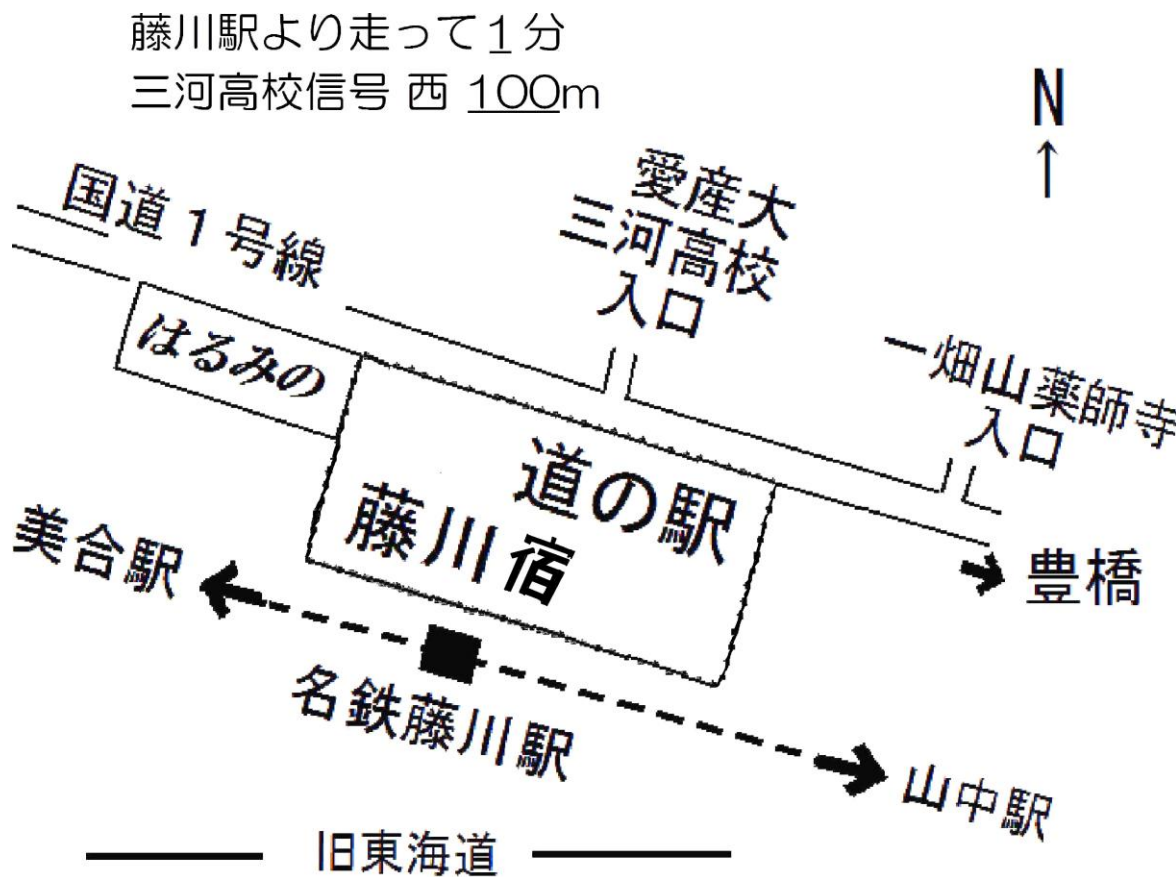 藤川駅より走って1分
三河高校信号 西 100m
N
国道1号線
愛産大
三河高校
入口
はるみの
一畑山薬師寺
入口
道の駅
藤川宿
美合駅
豊橋
名鉄藤川駅
山中駅
旧東海道